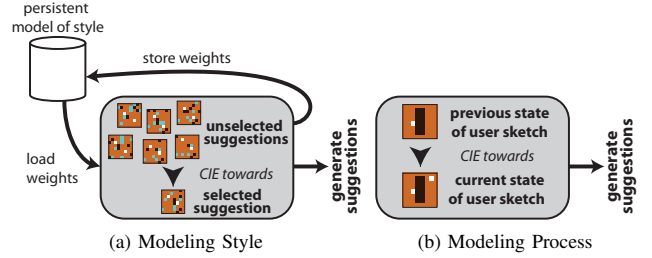 persistent
model of style
store weights
load
weights
unselected
suggestions
CIE towards
selected
suggestion
generate
suggestions
(a) Modeling Style
previous state
of user sketch
CIE towards
current state
of user sketch
generate
suggestions
(b) Modeling Process